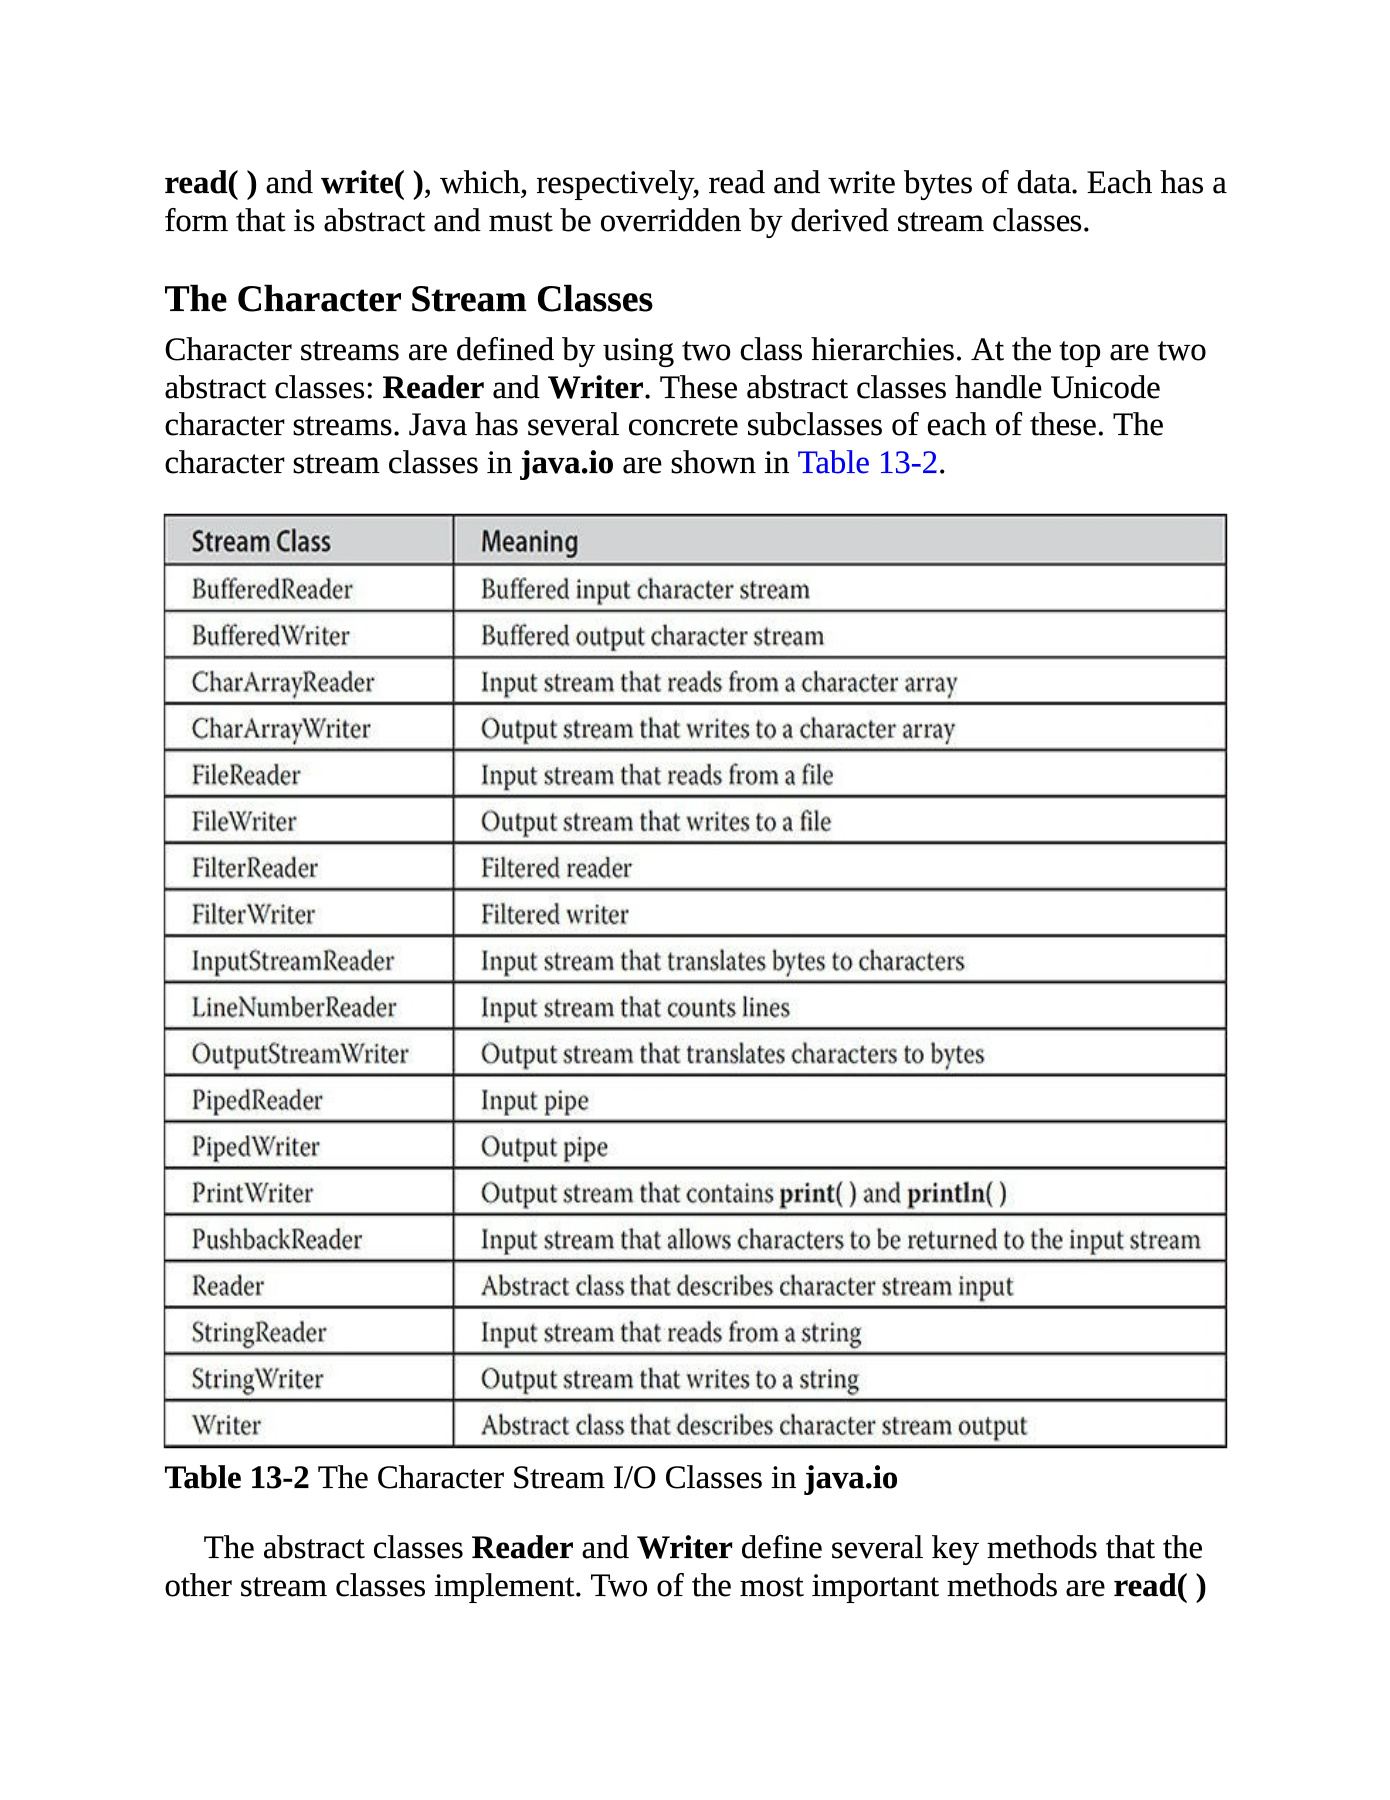 read( ) and write( ), which, respectively, read and write bytes of data. Each has a
form that is abstract and must be overridden by derived stream classes.
The Character Stream Classes
Character streams are defined by using two class hierarchies. At the top are two
abstract classes: Reader and Writer. These abstract classes handle Unicode
character streams. Java has several concrete subclasses of each of these. The
character stream classes in java.io are shown in Table 13-2.
Stream Class Meaning
BufferedReader Buffered input character stream
BufferedWriter Buffered output character stream
CharArrayReader Input stream that reads from a character array
CharArrayWriter Output stream that writes to a character array
FileReader Input stream that reads from a file
FileWriter Output stream that writes to a file
FilterReader Filtered reader
FilterWriter Filtered writer
InputStreamReader Input stream that translates bytes to characters
LineNumberReader Input stream that counts lines
OutputStreamWriter Output stream that translates characters to bytes
PipedReader Input pipe
PipedWriter Output pipe
PrintWriter Output stream that contains print( ) and println( )
PushbackReader Input stream that allows characters to be returned to the input stream
Reader Abstract class that describes character stream input
StringReader Input stream that reads from a string
StringWriter Output stream that writes to a string
Writer Abstract class that describes character stream output
Table 13-2 The Character Stream I/O Classes in java.io
The abstract classes Reader and Writer define several key methods that the
other stream classes implement. Two of the most important methods are read( )